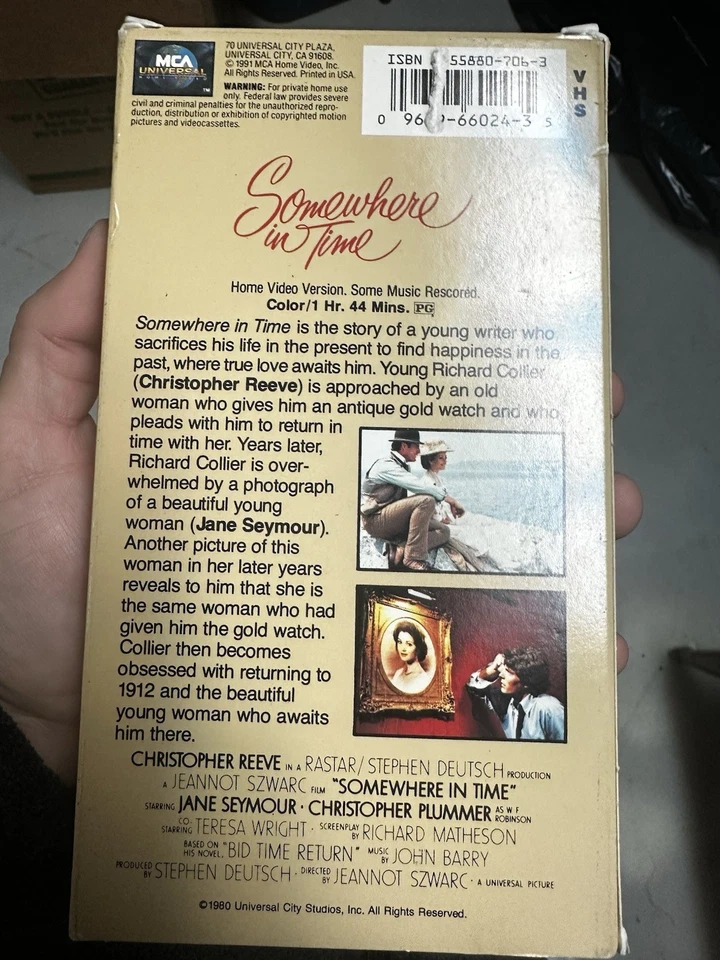 MCA
UNIVERSAL
HOME VIDEO
TM
70 UNIVERSAL CITY PLAZA,
UNIVERSAL CITY, CA 91608.
© 1991 MCA Home Video, Inc.
All Rights Reserved. Printed in USA.
WARNING: For private home use
only. Federal law provides severe
civil and criminal penalties for the unauthorized repro-
duction, distribution or exhibition of copyrighted motion
pictures and videocassettes.
ISBN 55880-706-3
0 96 -66024-3 5
VHS
Somewhere
in Time
Home Video Version. Some Music Rescored.
Color/1 Hr. 44 Mins. PG
Somewhere in Time is the story of a young writer who
sacrifices his life in the present to find happiness in the
past, where true love awaits him. Young Richard Collier
(Christopher Reeve) is approached by an old
woman who gives him an antique gold watch and who
pleads with him to return in
time with her. Years later,
Richard Collier is over-
whelmed by a photograph
of a beautiful young
woman (Jane Seymour).
Another picture of this
woman in her later years
reveals to him that she is
the same woman who had
given him the gold watch.
Collier then becomes
obsessed with returning to
1912 and the beautiful
young woman who awaits
him there.
CHRISTOPHER REEVE IN A RASTAR/STEPHEN DEUTSCH PRODUCTION
A JEANNOT SZWARC FILM "SOMEWHERE IN TIME"
STARRING JANE SEYMOUR · CHRISTOPHER PLUMMER AS W F ROBINSON
CO-STARRING TERESA WRIGHT · SCREENPLAY BY RICHARD MATHESON
BASED ON HIS NOVEL, "BID TIME RETURN" MUSIC BY JOHN BARRY
PRODUCED BY STEPHEN DEUTSCH · DIRECTED BY JEANNOT SZWARC · A UNIVERSAL PICTURE
©1980 Universal City Studios, Inc. All Rights Reserved.